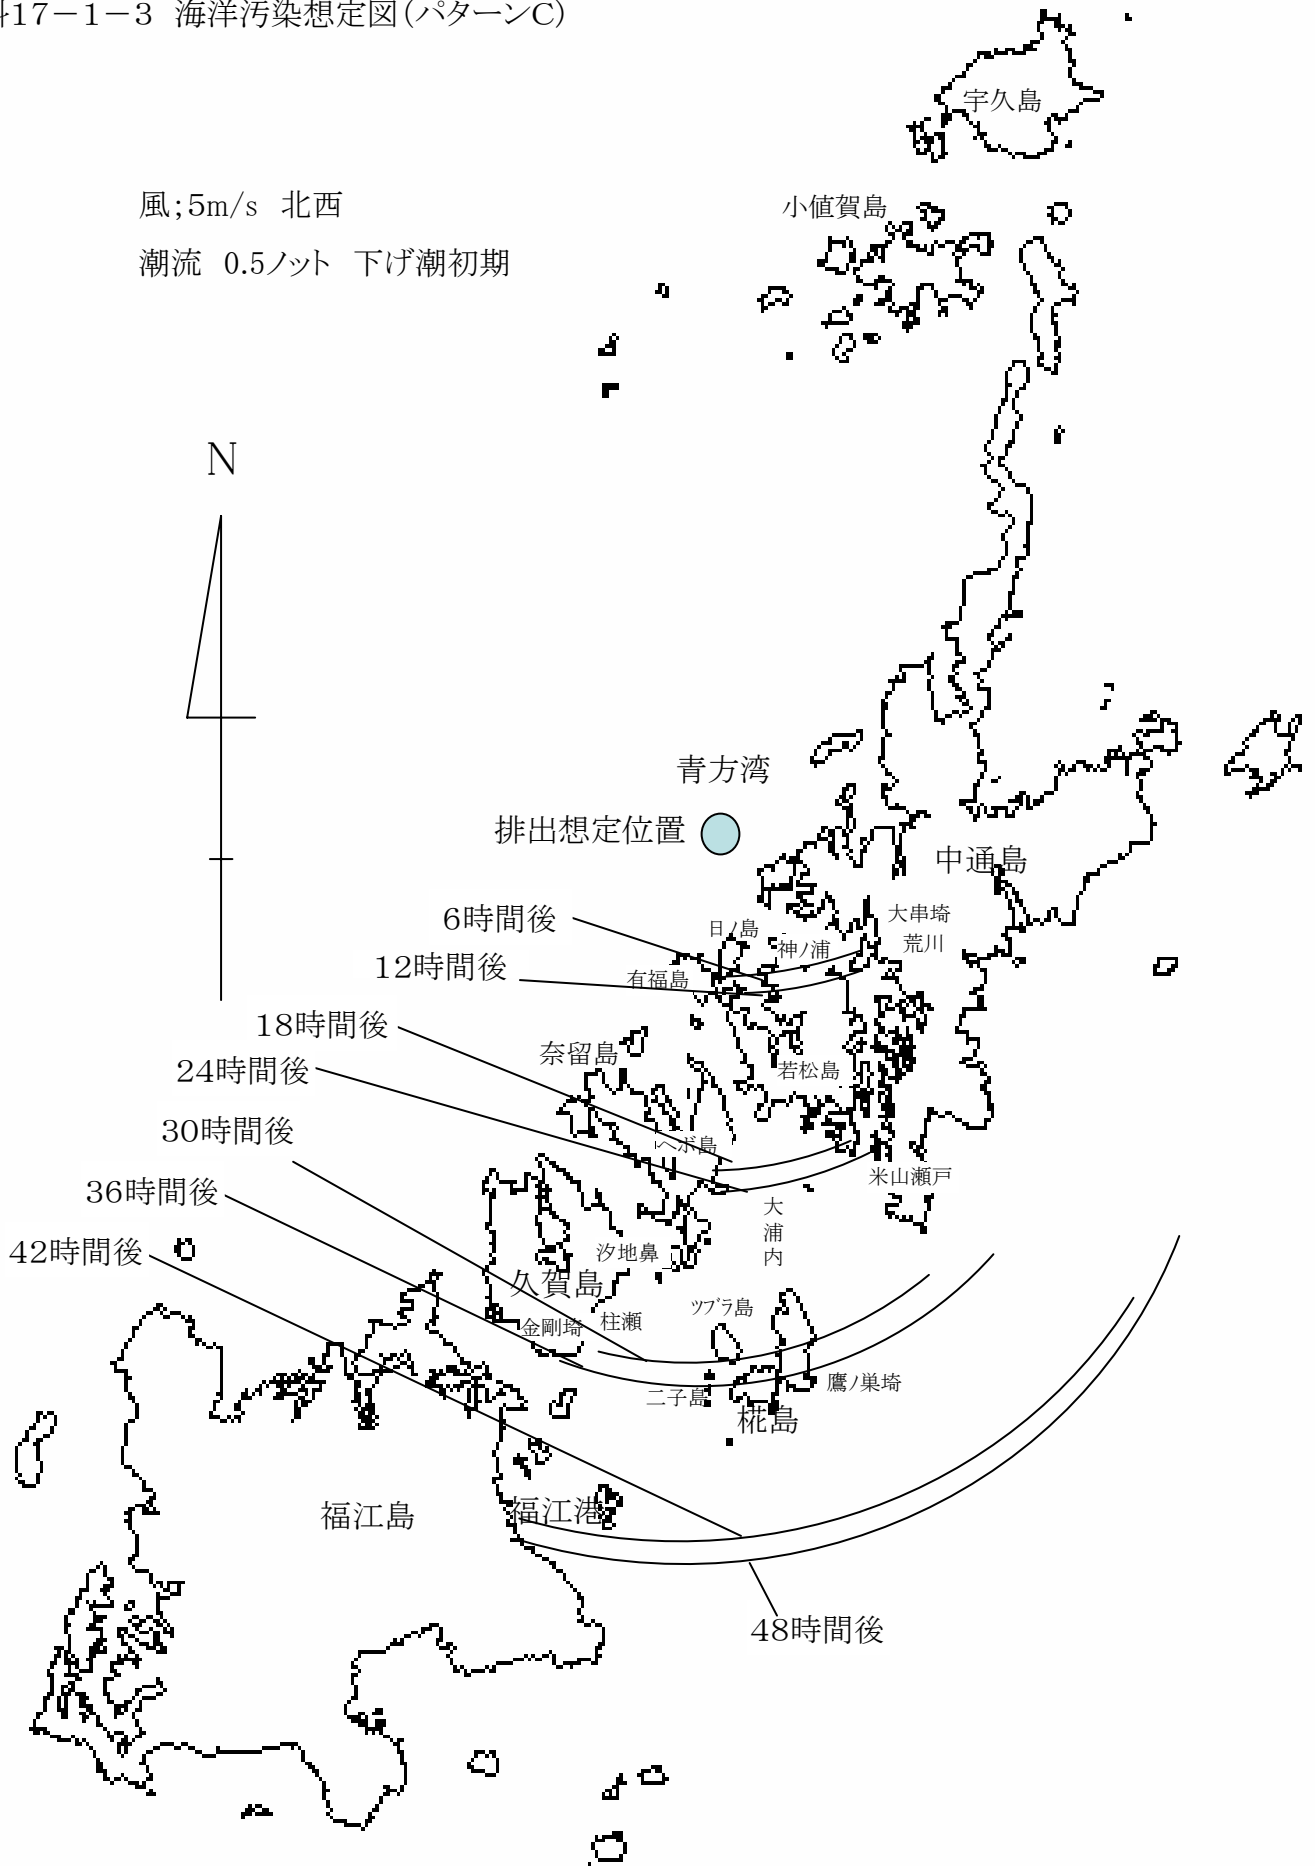 料17－1－3 海洋汚染想定図（パターンC）
宇久島
風；5m/s 北西
小値賀島
潮流 0.5ノット 下げ潮初期
N
青方湾
排出想定位置
中通島
6時間後
日ノ島
大串埼
神ノ浦
荒川
12時間後
有福島
18時間後
奈留島
24時間後
若松島
30時間後
ヘボ島
米山瀬戸
36時間後
大浦内
42時間後
汐地鼻
久賀島
ツブラ島
柱瀬
金剛埼
鷹ノ巣埼
二子島
椛島
福江島
福江港
48時間後